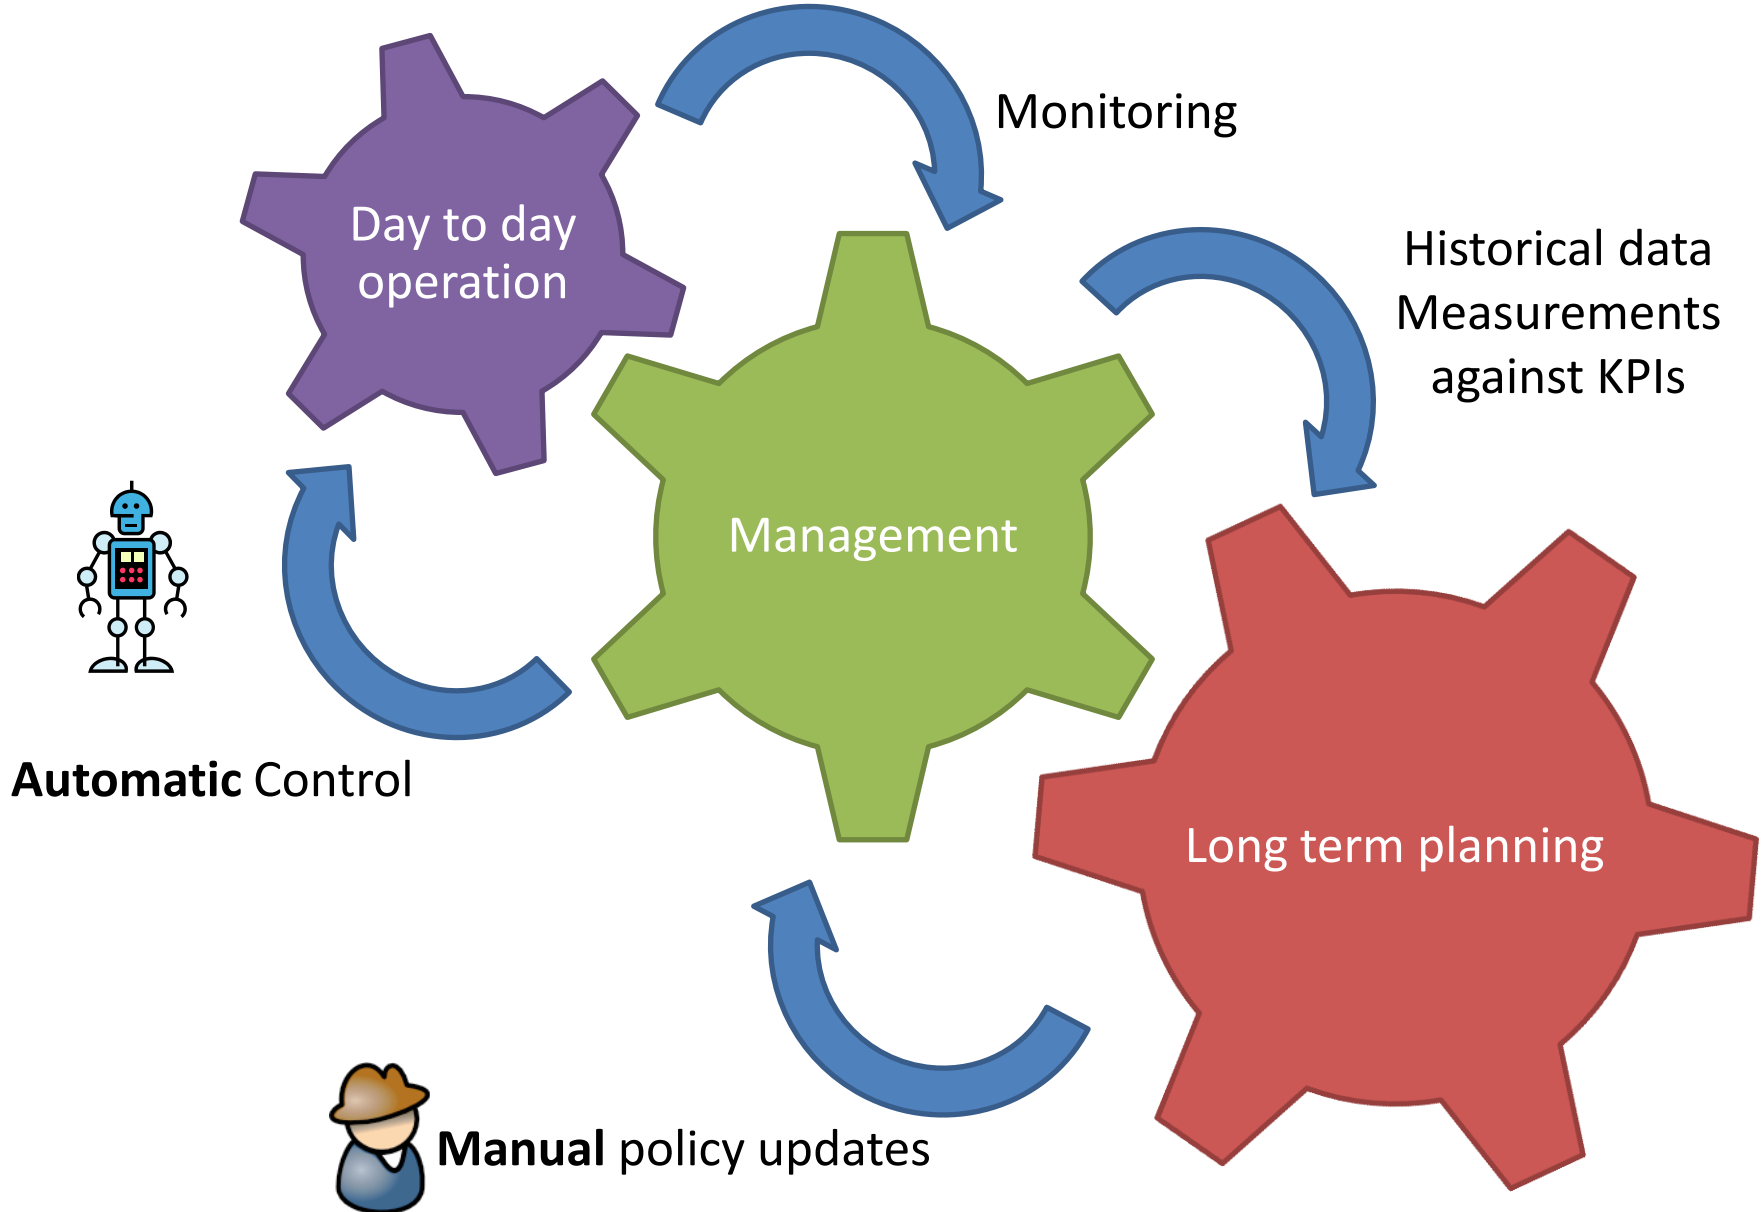 Monitoring
Day to day
operation
Historical data
Measurements
against KPIs
Management
Automatic Control
Long term planning
Manual policy updates